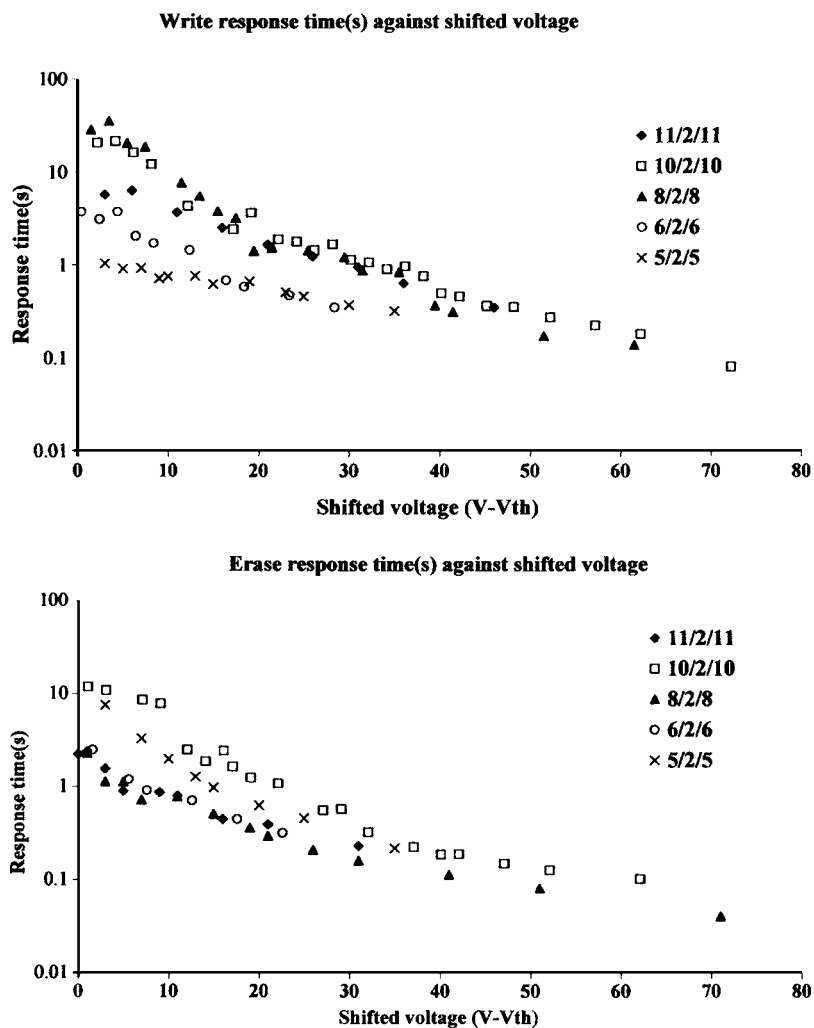 Write response time(s) against shifted voltage
100
10
1
0.1
0.01
Response time(s)
0 10 20 30 40 50 60 70 80
Shifted voltage (V-Vth)
11/2/11
10/2/10
8/2/8
6/2/6
5/2/5
Erase response time(s) against shifted voltage
100
10
1
0.1
0.01
Response time(s)
0 10 20 30 40 50 60 70 80
Shifted voltage (V-Vth)
11/2/11
10/2/10
8/2/8
6/2/6
5/2/5